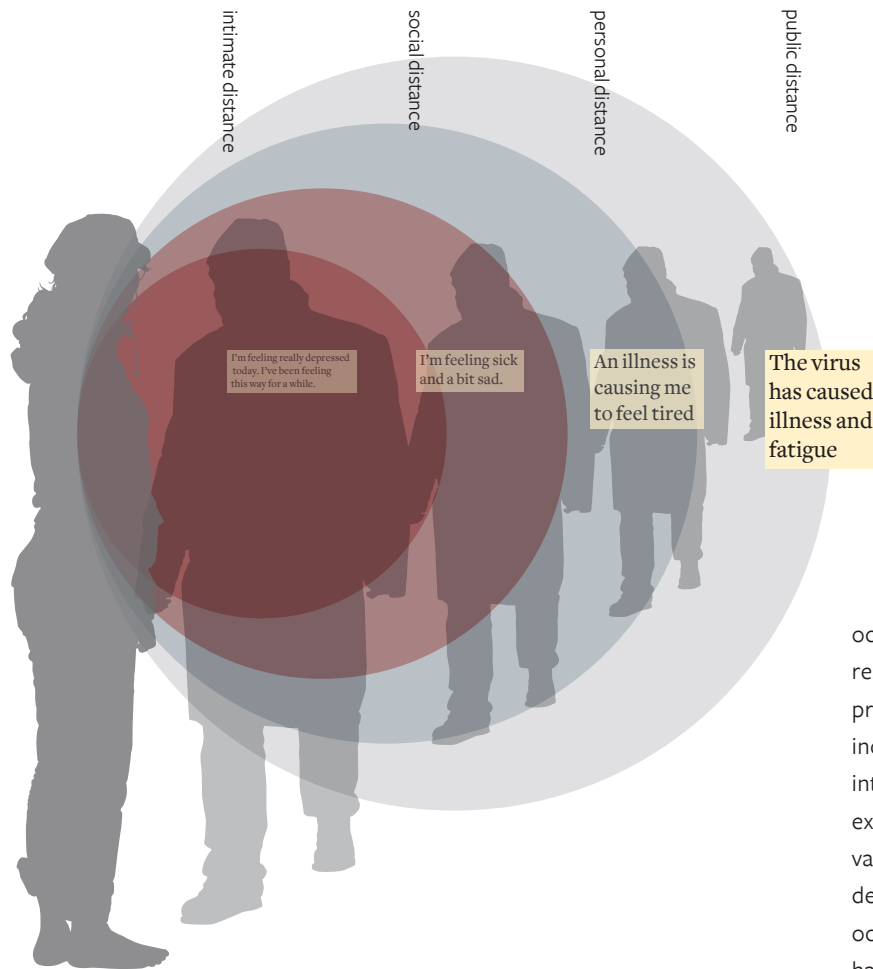 intimate distance
social distance
personal distance
public distance
I'm feeling really depressed
today. I've been feeling
this way for a while.
I'm feeling sick
and a bit sad.
An illness is
causing me
to feel tired
The virus
has caused
illness and
fatigue